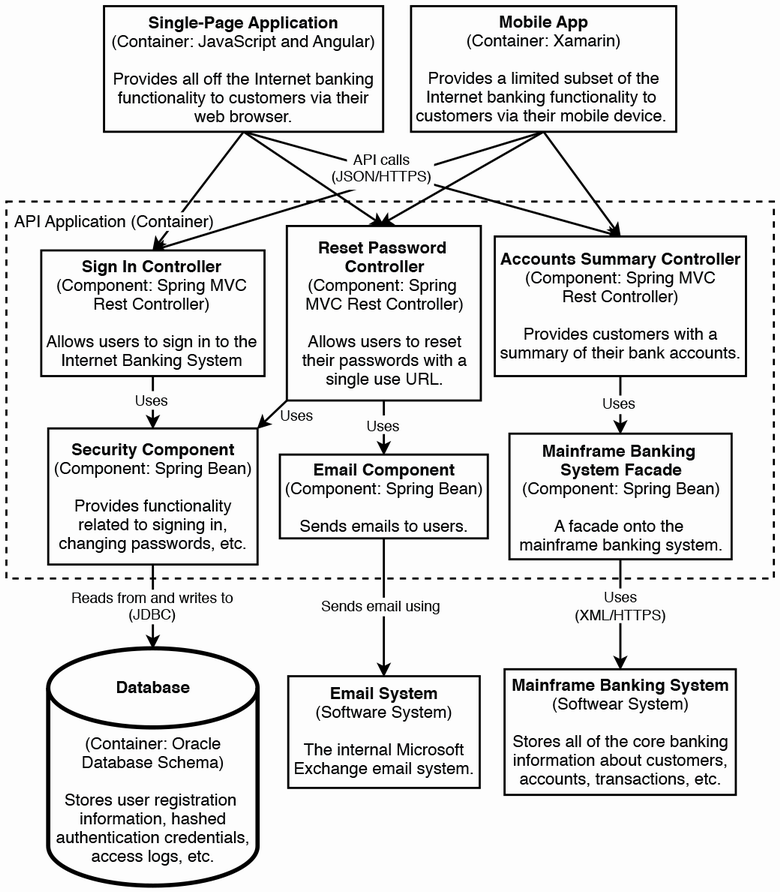 Single-Page Application
(Container: JavaScript and Angular)
Provides all off the Internet banking
functionality to customers via their
web browser.
Mobile App
(Container: Xamarin)
Provides a limited subset of the
Internet banking functionality to
customers via their mobile device.
API calls
(JSON/HTTPS)
API Application (Container)
Sign In Controller
(Component: Spring MVC
Rest Controller)
Allows users to sign in to the
Internet Banking System
Reset Password
Controller
(Component: Spring
MVC Rest Controller)
Allows users to reset
their passwords with a
single use URL.
Accounts Summary Controller
(Component: Spring MVC
Rest Controller)
Provides customers with a
summary of their bank accounts.
Uses
Uses
Uses
Uses
Security Component
(Component: Spring Bean)
Provides functionality
related to signing in,
changing passwords, etc.
Email Component
(Component: Spring Bean)
Sends emails to users.
Mainframe Banking
System Facade
(Component: Spring Bean)
A facade onto the
mainframe banking system.
Reads from and writes to
(JDBC)
Sends email using
Uses
(XML/HTTPS)
Database
(Container: Oracle
Database Schema)
Stores user registration
information, hashed
authentication credentials,
access logs, etc.
Email System
(Software System)
The internal Microsoft
Exchange email system.
Mainframe Banking System
(Softwear System)
Stores all of the core banking
information about customers,
accounts, transactions, etc.